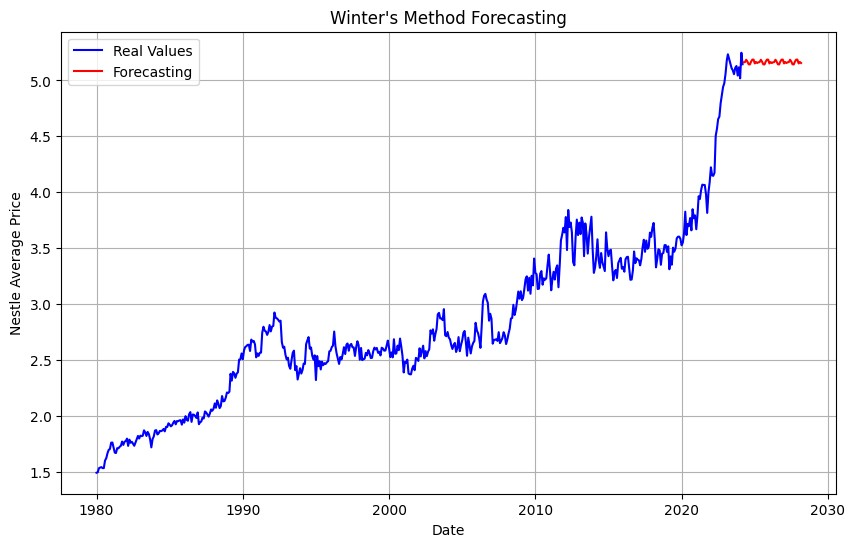 Winter's Method Forecasting
Real Values
Forecasting
Nestle Average Price
5.0
4.5
4.0
3.5
3.0
2.5
2.0
1.5
1980 1990 2000 2010 2020 2030
Date